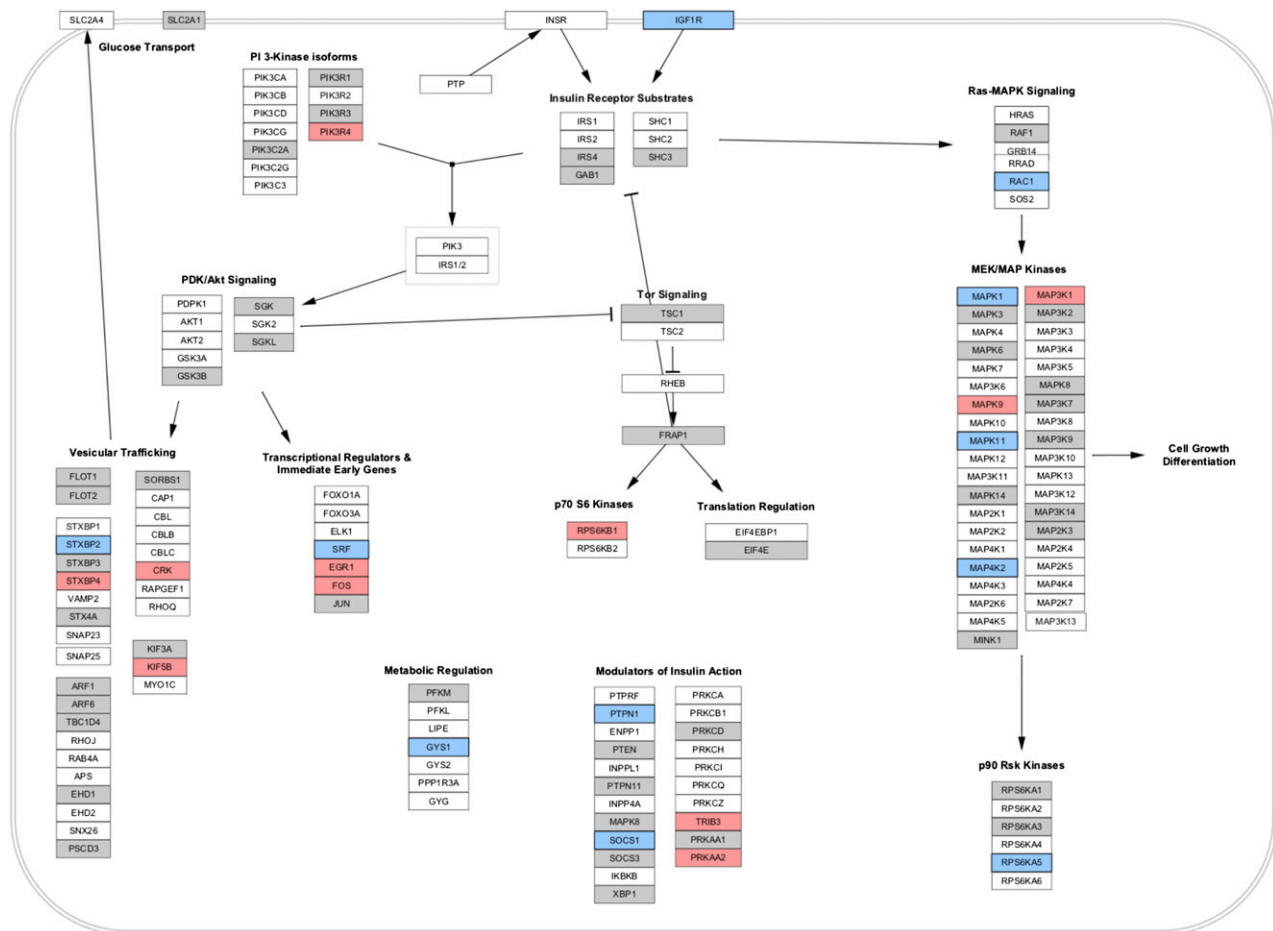 SLC2A4
SLC2A1
Glucose Transport
INSR
IGF1R
PTP
PI 3-Kinase isoforms
PIK3CA
PIK3CB
PIK3CD
PIK3CG
PIK3C2A
PIK3C2G
PIK3C3
PIK3R1
PIK3R2
PIK3R3
PIK3R4
Insulin Receptor Substrates
IRS1
IRS2
IRS4
GAB1
SHC1
SHC2
SHC3
Ras-MAPK Signaling
HRAS
RAF1
GRB14
RRAD
RAC1
SOS2
PIK3
IRS1/2
PDK/Akt Signaling
PDPK1
AKT1
AKT2
GSK3A
GSK3B
SGK
SGK2
SGKL
Tor Signaling
TSC1
TSC2
RHEB
FRAP1
MEK/MAP Kinases
MAPK1
MAPK3
MAPK4
MAPK6
MAPK7
MAP3K6
MAPK9
MAPK10
MAPK11
MAPK12
MAP3K11
MAPK14
MAP2K1
MAP2K2
MAP4K1
MAP4K2
MAP4K3
MAP2K6
MAP4K5
MINK1
MAP3K1
MAP3K2
MAP3K3
MAP3K4
MAP3K5
MAPK8
MAP3K7
MAP3K8
MAP3K9
MAP3K10
MAPK13
MAP3K12
MAP3K14
MAP2K3
MAP2K4
MAP2K5
MAP4K4
MAP2K7
MAP3K13
Cell Growth
Differentiation
Vesicular Trafficking
FLOT1
FLOT2
STXBP1
STXBP2
STXBP3
STXBP4
VAMP2
STX4A
SNAP23
SNAP25
ARF1
ARF6
TBC1D4
RHOJ
RAB4A
APS
EHD1
EHD2
SNX26
PSCD3
SORBS1
CAP1
CBL
CBLB
CBLC
CRK
RAPGEF1
RHOQ
KIF3A
KIF5B
MYO1C
Transcriptional Regulators &
Immediate Early Genes
FOXO1A
FOXO3A
ELK1
SRF
EGR1
FOS
JUN
p70 S6 Kinases
RPS6KB1
RPS6KB2
Translation Regulation
EIF4EBP1
EIF4E
Metabolic Regulation
PFKM
PFKL
LIPE
GYS1
GYS2
PPP1R3A
GYG
Modulators of Insulin Action
PTPRF
PTPN1
ENPP1
PTEN
INPPL1
PTPN11
INPP4A
MAPK8
SOCS1
SOCS3
IKBKB
XBP1
PRKCA
PRKCB1
PRKCD
PRKCH
PRKCI
PRKCQ
PRKCZ
TRIB3
PRKAA1
PRKAA2
p90 Rsk Kinases
RPS6KA1
RPS6KA2
RPS6KA3
RPS6KA4
RPS6KA5
RPS6KA6